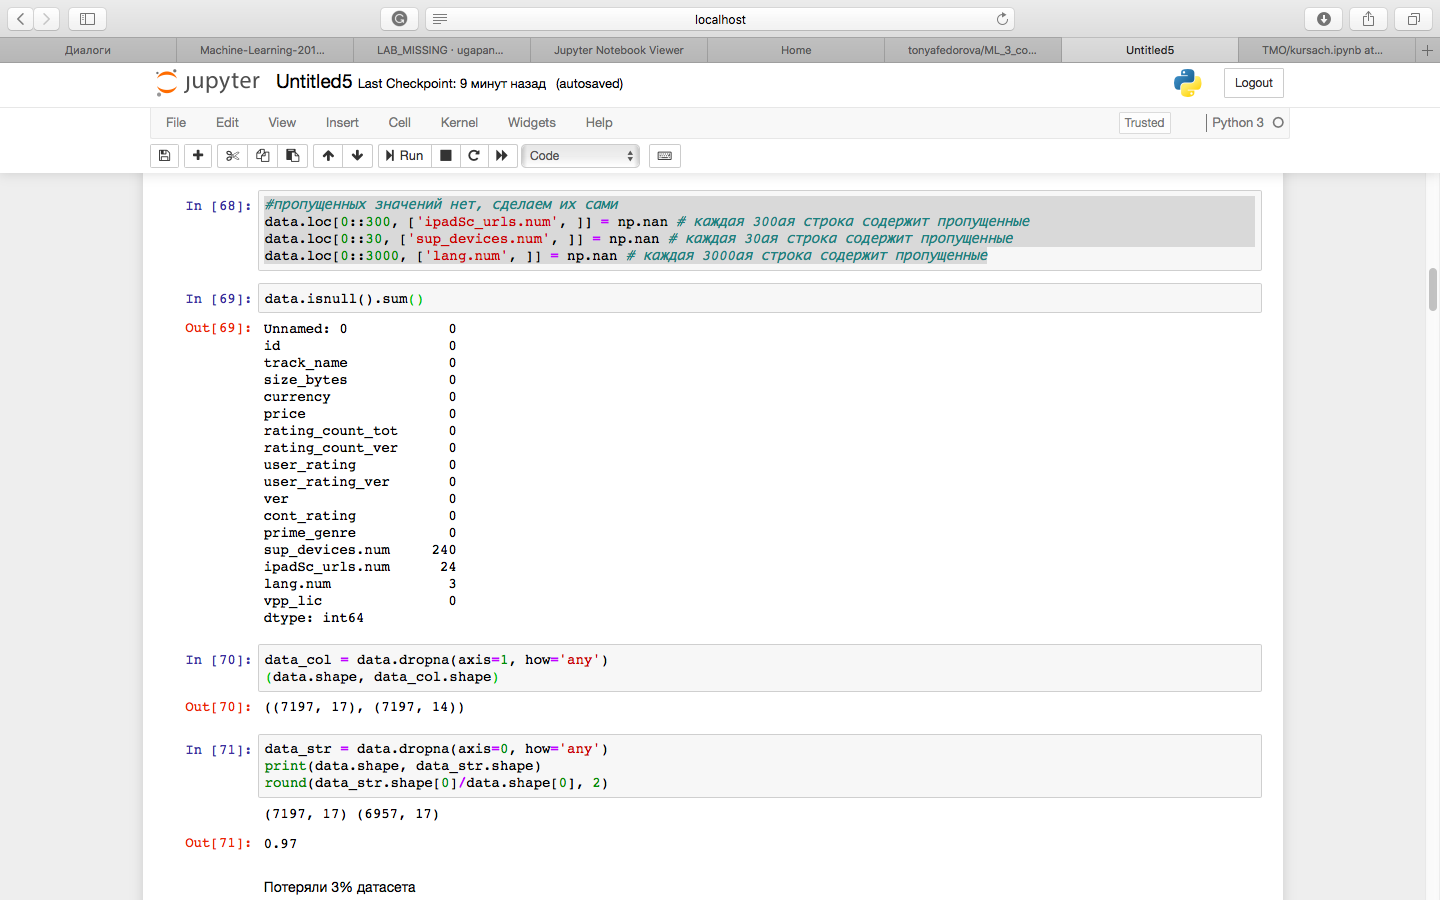 localhost
Диалоги
Machine-Learning-201...
LAB_MISSING · ugapan...
Jupyter Notebook Viewer
Home
tonyafedorova/ML_3_co...
Untitled5
TMO/kursach.ipynb at...
jupyter Untitled5 Last Checkpoint: 9 минут назад (autosaved)
Logout
File Edit View Insert Cell Kernel Widgets Help
Trusted
Python 3
Run
Code
In [68]: #пропущенных значений нет, сделаем их сами
data.loc[0::300, ['ipadSc_urls.num', ]] = np.nan # каждая 300ая строка содержит пропущенные
data.loc[0::30, ['sup_devices.num', ]] = np.nan # каждая 30ая строка содержит пропущенные
data.loc[0::3000, ['lang.num', ]] = np.nan # каждая 3000ая строка содержит пропущенные
In [69]: data.isnull().sum()
Out[69]: Unnamed: 0 0
id 0
track_name 0
size_bytes 0
currency 0
price 0
rating_count_tot 0
rating_count_ver 0
user_rating 0
user_rating_ver 0
ver 0
cont_rating 0
prime_genre 0
sup_devices.num 240
ipadSc_urls.num 24
lang.num 3
vpp_lic 0
dtype: int64
In [70]: data_col = data.dropna(axis=1, how='any')
(data.shape, data_col.shape)
Out[70]: ((7197, 17), (7197, 14))
In [71]: data_str = data.dropna(axis=0, how='any')
print(data.shape, data_str.shape)
round(data_str.shape[0]/data.shape[0], 2)
(7197, 17) (6957, 17)
Out[71]: 0.97
Потеряли 3% датасета